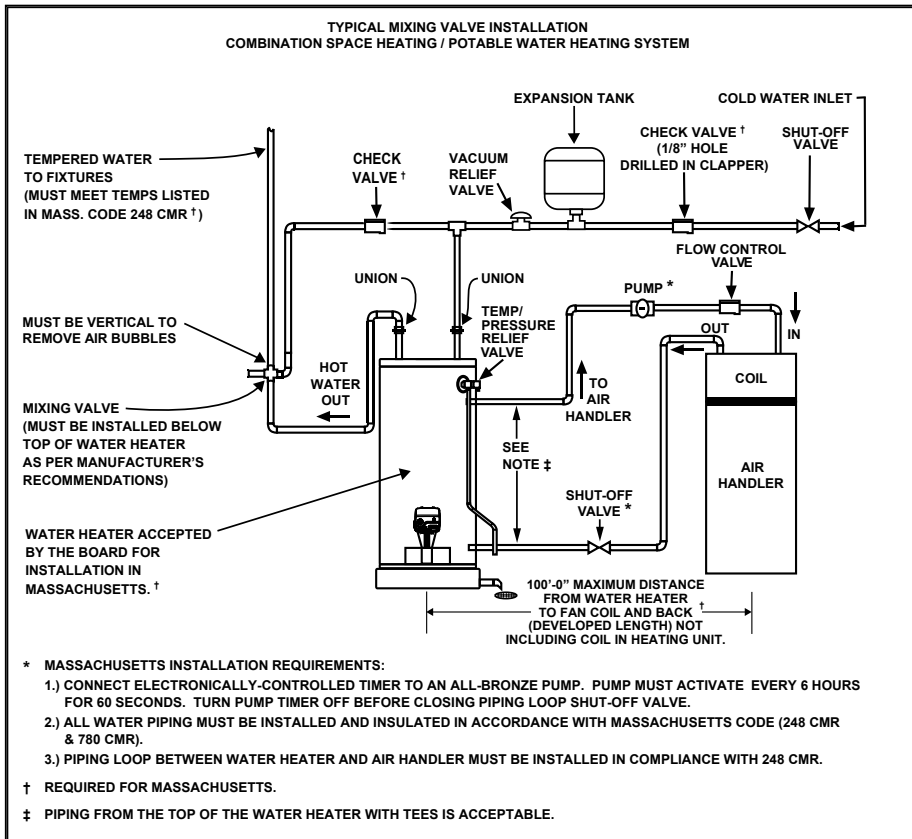 TYPICAL MIXING VALVE INSTALLATION
COMBINATION SPACE HEATING / POTABLE WATER HEATING SYSTEM
EXPANSION TANK
COLD WATER INLET
TEMPERED WATER
TO FIXTURES
(MUST MEET TEMPS LISTED
IN MASS. CODE 248 CMR †)
CHECK
VALVE †
VACUUM
RELIEF
VALVE
CHECK VALVE †
(1/8” HOLE
DRILLED IN CLAPPER)
SHUT-OFF
VALVE
FLOW CONTROL
VALVE
UNION
UNION
PUMP *
TEMP/
PRESSURE
RELIEF
VALVE
OUT
IN
MUST BE VERTICAL TO
REMOVE AIR BUBBLES
HOT
WATER
OUT
TO
AIR
HANDLER
COIL
MIXING VALVE
(MUST BE INSTALLED BELOW
TOP OF WATER HEATER
AS PER MANUFACTURER’S
RECOMMENDATIONS)
SEE
NOTE ‡
AIR
HANDLER
SHUT-OFF
VALVE *
WATER HEATER ACCEPTED
BY THE BOARD FOR
INSTALLATION IN
MASSACHUSETTS. †
100’-0” MAXIMUM DISTANCE
FROM WATER HEATER
TO FAN COIL AND BACK †
(DEVELOPED LENGTH) NOT
INCLUDING COIL IN HEATING UNIT.
* MASSACHUSETTS INSTALLATION REQUIREMENTS:
1.) CONNECT ELECTRONICALLY-CONTROLLED TIMER TO AN ALL-BRONZE PUMP. PUMP MUST ACTIVATE EVERY 6 HOURS
FOR 60 SECONDS. TURN PUMP TIMER OFF BEFORE CLOSING PIPING LOOP SHUT-OFF VALVE.
2.) ALL WATER PIPING MUST BE INSTALLED AND INSULATED IN ACCORDANCE WITH MASSACHUSETTS CODE (248 CMR
& 780 CMR).
3.) PIPING LOOP BETWEEN WATER HEATER AND AIR HANDLER MUST BE INSTALLED IN COMPLIANCE WITH 248 CMR.
† REQUIRED FOR MASSACHUSETTS.
‡ PIPING FROM THE TOP OF THE WATER HEATER WITH TEES IS ACCEPTABLE.